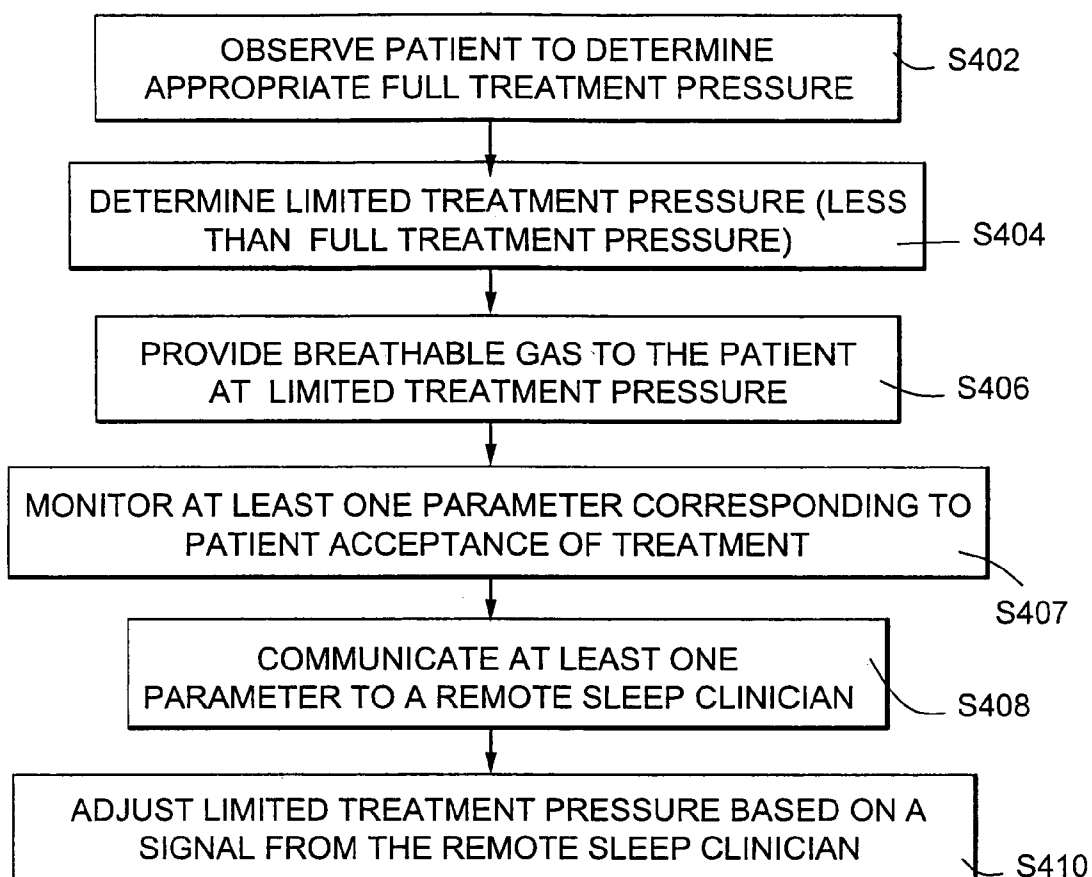 OBSERVE PATIENT TO DETERMINE
APPROPRIATE FULL TREATMENT PRESSURE
S402
DETERMINE LIMITED TREATMENT PRESSURE (LESS
THAN FULL TREATMENT PRESSURE)
S404
PROVIDE BREATHABLE GAS TO THE PATIENT
AT LIMITED TREATMENT PRESSURE
S406
MONITOR AT LEAST ONE PARAMETER CORRESPONDING TO
PATIENT ACCEPTANCE OF TREATMENT
S407
COMMUNICATE AT LEAST ONE
PARAMETER TO A REMOTE SLEEP CLINICIAN
S408
ADJUST LIMITED TREATMENT PRESSURE BASED ON A
SIGNAL FROM THE REMOTE SLEEP CLINICIAN
S410